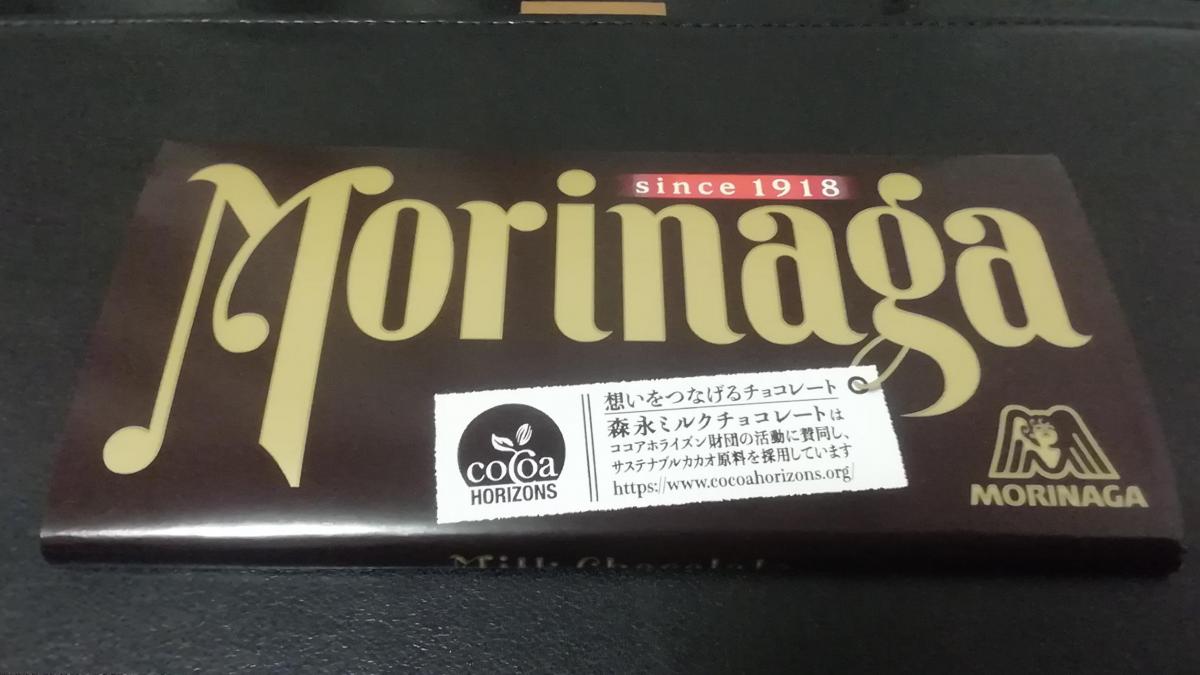 since 1918
Morinaga
想いをつなげるチョコレート
森永ミルクチョコレートは
ココアホライズン財団の活動に賛同し、
サステナブルカカオ原料を採用しています
https://www.cocoahorizons.org/
cocoa
HORIZONS
MORINAGA
Milk Chocolate